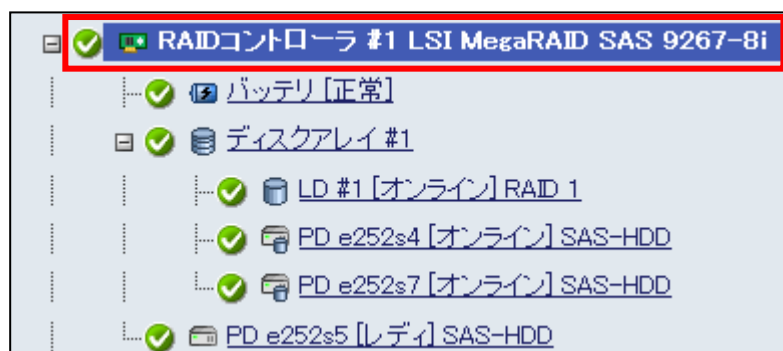 RAIDコントローラ #1 LSI MegaRAID SAS 9267-8i
バッテリ [正常]
ディスクアレイ #1
LD #1 [オンライン] RAID 1
PD e252s4 [オンライン] SAS-HDD
PD e252s7 [オンライン] SAS-HDD
PD e252s5 [レディ] SAS-HDD